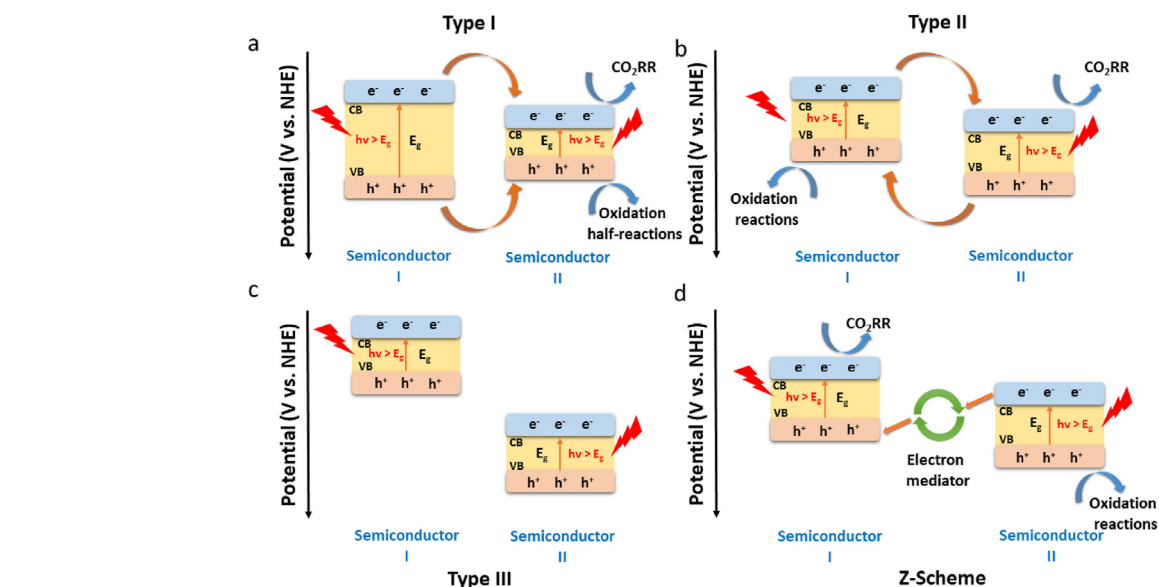 Type I
a
Potential (V vs. NHE)
e⁻ e⁻ e⁻
CB
hν > Eg
Eg
VB
h⁺ h⁺ h⁺
Semiconductor
I
CO₂RR
e⁻ e⁻ e⁻
CB
Eg
hν > Eg
VB
h⁺ h⁺ h⁺
Oxidation
half-reactions
Semiconductor
II
Type II
b
Potential (V vs. NHE)
e⁻ e⁻ e⁻
CB
hν > Eg
Eg
VB
h⁺ h⁺ h⁺
Oxidation
reactions
Semiconductor
I
CO₂RR
e⁻ e⁻ e⁻
CB
Eg
hν > Eg
VB
h⁺ h⁺ h⁺
Semiconductor
II
c
Potential (V vs. NHE)
e⁻ e⁻ e⁻
CB
hν > Eg
Eg
VB
h⁺ h⁺ h⁺
Semiconductor
I
e⁻ e⁻ e⁻
CB
Eg
hν > Eg
VB
h⁺ h⁺ h⁺
Semiconductor
II
Type III
d
Potential (V vs. NHE)
CO₂RR
e⁻ e⁻ e⁻
CB
hν > Eg
Eg
VB
h⁺ h⁺ h⁺
Semiconductor
I
Electron
mediator
e⁻ e⁻ e⁻
CB
Eg
hν > Eg
VB
h⁺ h⁺ h⁺
Oxidation
reactions
Semiconductor
II
Z-Scheme